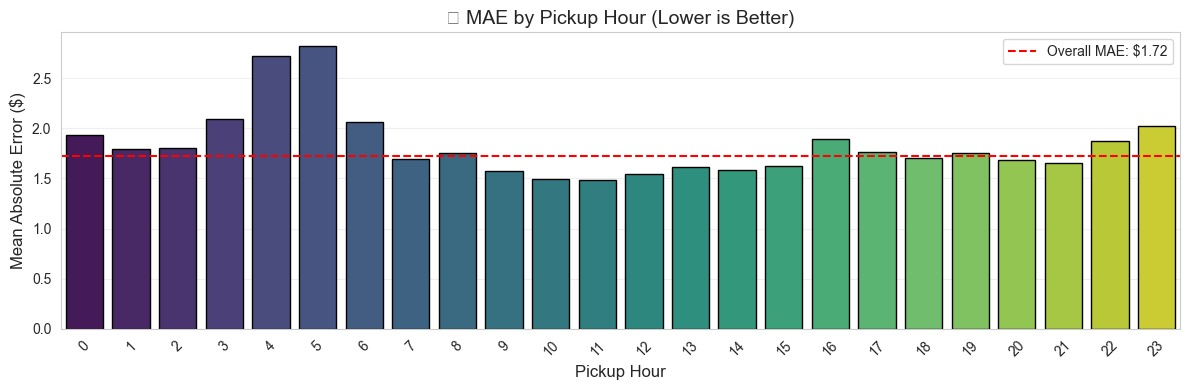 ▯ MAE by Pickup Hour (Lower is Better)
Overall MAE: $1.72
Mean Absolute Error ($)
2.5
2.0
1.5
1.0
0.5
0.0
0 1 2 3 4 5 6 7 8 9 10 11 12 13 14 15 16 17 18 19 20 21 22 23
Pickup Hour